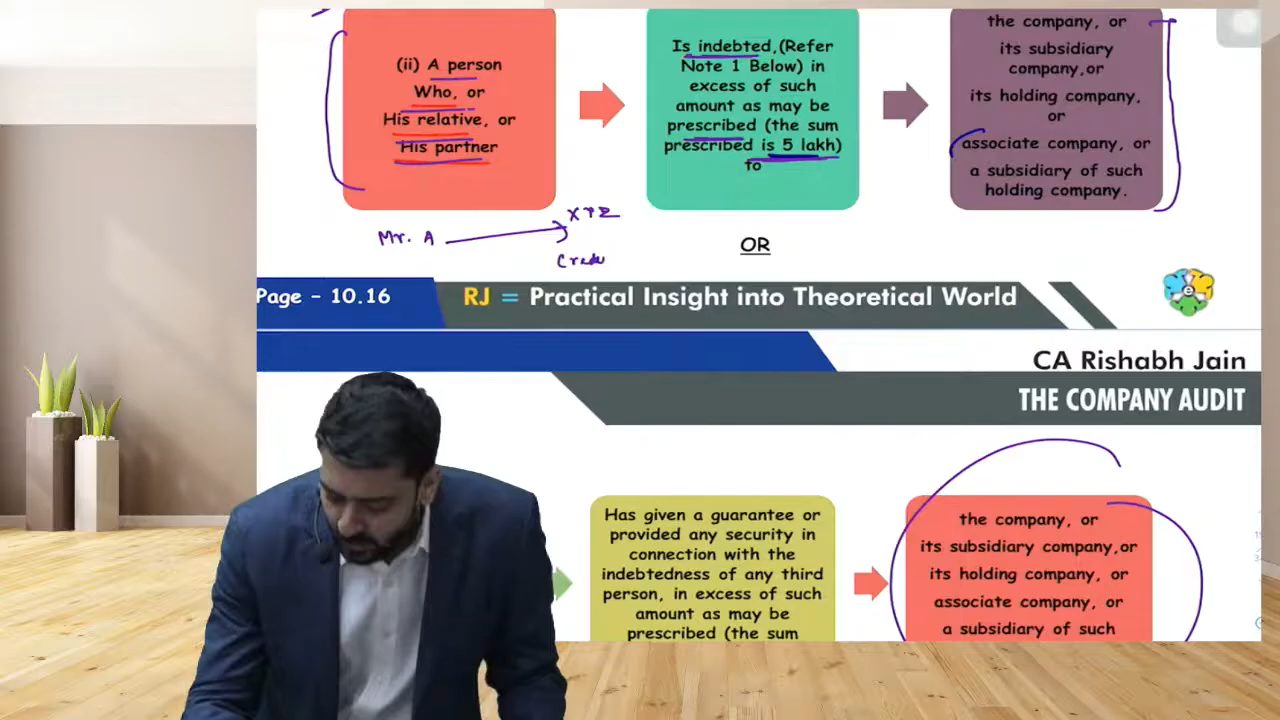 (ii) A person
Who, or
His relative, or
His partner
Is indebted,(Refer
Note 1 Below) in
excess of such
amount as may be
prescribed (the sum
prescribed is 5 lakh)
to
the company, or
its subsidiary
company,or
its holding company,
or
associate company, or
a subsidiary of such
holding company.
Mr. A
XYZ
OR
Page - 10.16
RJ = Practical Insight into Theoretical World
CA Rishabh Jain
THE COMPANY AUDIT
Has given a guarantee or
provided any security in
connection with the
indebtedness of any third
person, in excess of such
amount as may be
prescribed (the sum
the company, or
its subsidiary company,or
its holding company, or
associate company, or
a subsidiary of such